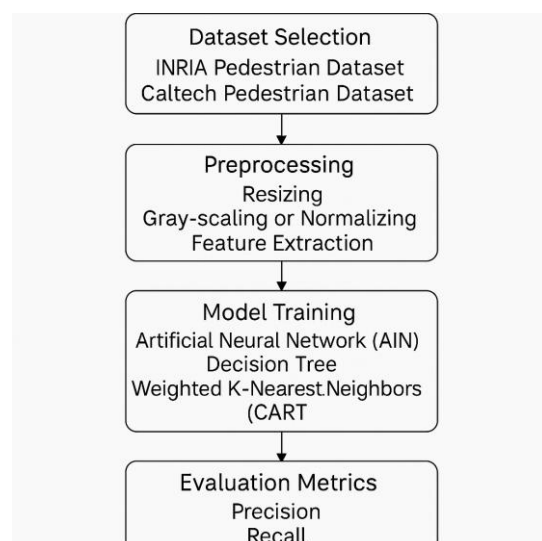 Dataset Selection
INRIA Pedestrian Dataset
Caltech Pedestrian Dataset
Preprocessing
Resizing
Gray-scaling or Normalizing
Feature Extraction
Model Training
Artificial Neural Network (AIN)
Decision Tree
Weighted K-Nearest.Neighbors
(CART
Evaluation Metrics
Precision
Recall